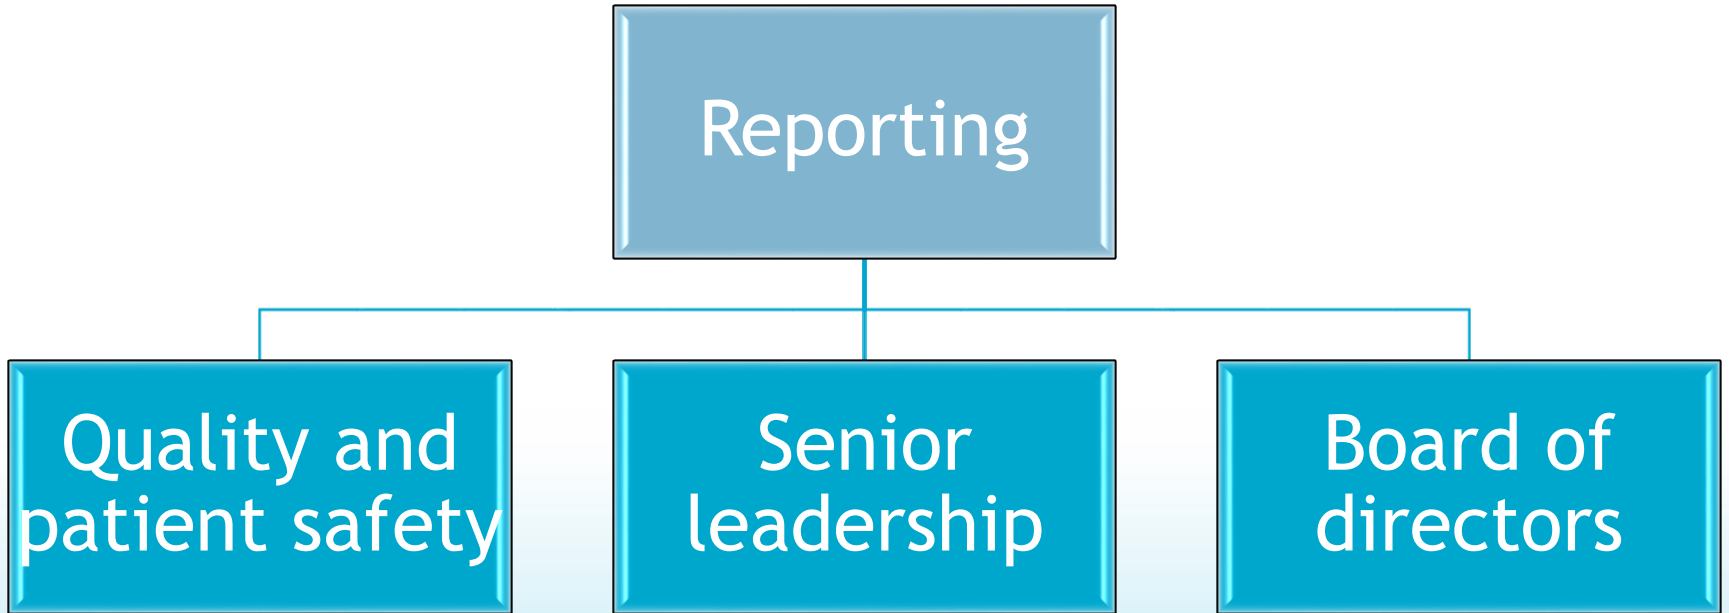 Reporting
Quality and
patient safety
Senior
leadership
Board of
directors